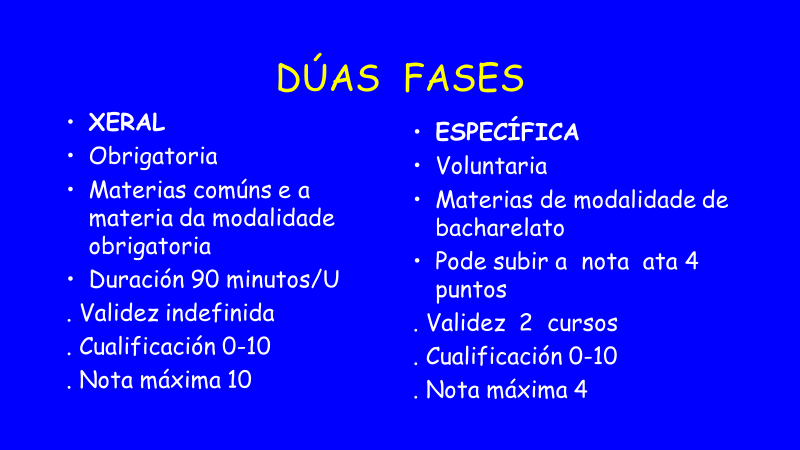 DÚAS FASES
• XERAL
• Obrigatoria
• Materias comúns e a
materia da modalidade
obrigatoria
• Duración 90 minutos/U
. Validez indefinida
. Cualificación 0-10
. Nota máxima 10
• ESPECÍFICA
• Voluntaria
• Materias de modalidade de
bacharelato
• Pode subir a nota ata 4
puntos
. Validez 2 cursos
. Cualificación 0-10
. Nota máxima 4